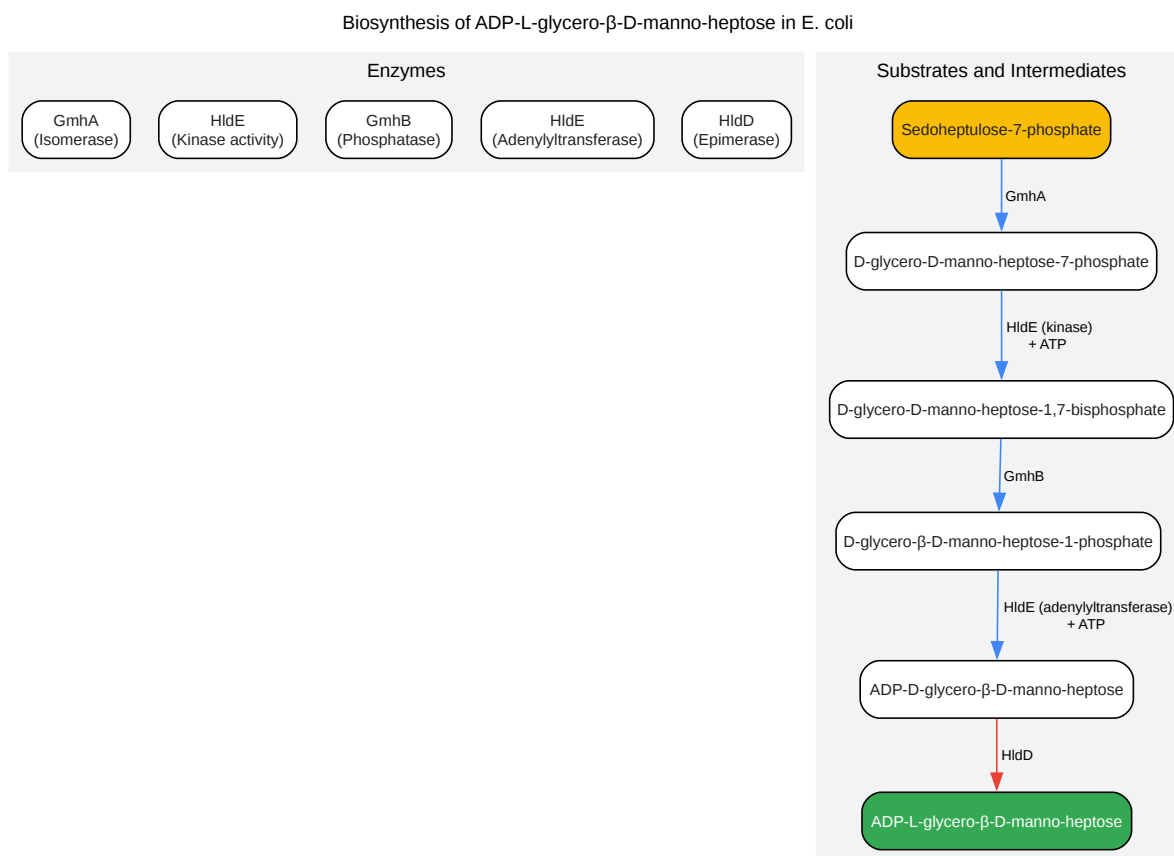 Biosynthesis of ADP-L-glycero-β-D-manno-heptose in E. coli
Enzymes
GmhA
(Isomerase)
HldE
(Kinase activity)
GmhB
(Phosphatase)
HldE
(Adenylyltransferase)
HldD
(Epimerase)
Substrates and Intermediates
Sedoheptulose-7-phosphate
GmhA
D-glycero-D-manno-heptose-7-phosphate
HldE (kinase)
+ ATP
D-glycero-D-manno-heptose-1,7-bisphosphate
GmhB
D-glycero-β-D-manno-heptose-1-phosphate
HldE (adenylyltransferase)
+ ATP
ADP-D-glycero-β-D-manno-heptose
HldD
ADP-L-glycero-β-D-manno-heptose